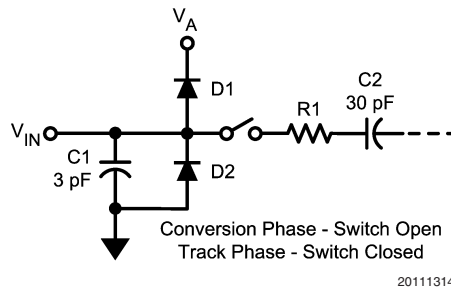 VA
D1
C2
30 pF
R1
VIN
C1
3 pF
D2
Conversion Phase - Switch Open
Track Phase - Switch Closed
20111314